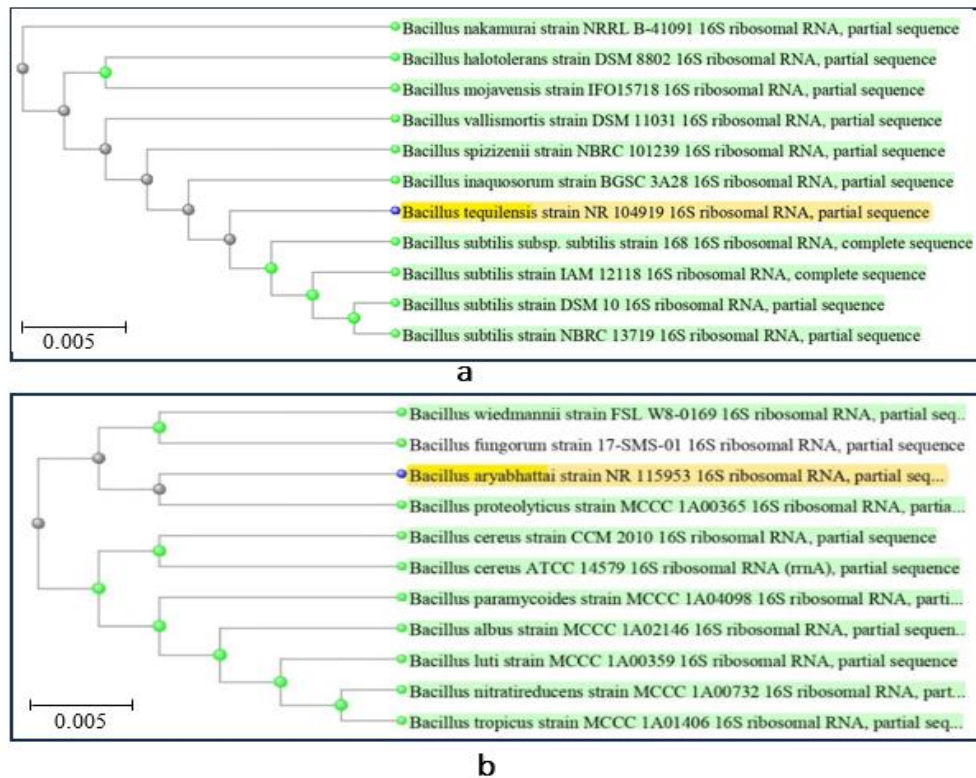 Bacillus nakamurai strain NRRL B-41091 16S ribosomal RNA, partial sequence
Bacillus halotolerans strain DSM 8802 16S ribosomal RNA, partial sequence
Bacillus mojavensis strain IFO15718 16S ribosomal RNA, partial sequence
Bacillus vallismortis strain DSM 11031 16S ribosomal RNA, partial sequence
Bacillus spizizenii strain NBRC 101239 16S ribosomal RNA, partial sequence
Bacillus inaquosorum strain BGSC 3A28 16S ribosomal RNA, partial sequence
Bacillus tequilensis strain NR 104919 16S ribosomal RNA, partial sequence
Bacillus subtilis subsp. subtilis strain 168 16S ribosomal RNA, complete sequence
Bacillus subtilis strain IAM 12118 16S ribosomal RNA, complete sequence
Bacillus subtilis strain DSM 10 16S ribosomal RNA, partial sequence
Bacillus subtilis strain NBRC 13719 16S ribosomal RNA, partial sequence
0.005
a
Bacillus wiedmannii strain FSL W8-0169 16S ribosomal RNA, partial seq..
Bacillus fungorum strain 17-SMS-01 16S ribosomal RNA, partial sequence
Bacillus aryabhattai strain NR 115953 16S ribosomal RNA, partial seq...
Bacillus proteolyticus strain MCCC 1A00365 16S ribosomal RNA, partia...
Bacillus cereus strain CCM 2010 16S ribosomal RNA, partial sequence
Bacillus cereus ATCC 14579 16S ribosomal RNA (rrnA), partial sequence
Bacillus paramycoides strain MCCC 1A04098 16S ribosomal RNA, parti...
Bacillus albus strain MCCC 1A02146 16S ribosomal RNA, partial sequen..
Bacillus luti strain MCCC 1A00359 16S ribosomal RNA, partial sequence
Bacillus nitratireducens strain MCCC 1A00732 16S ribosomal RNA, part...
Bacillus tropicus strain MCCC 1A01406 16S ribosomal RNA, partial seq...
0.005
b